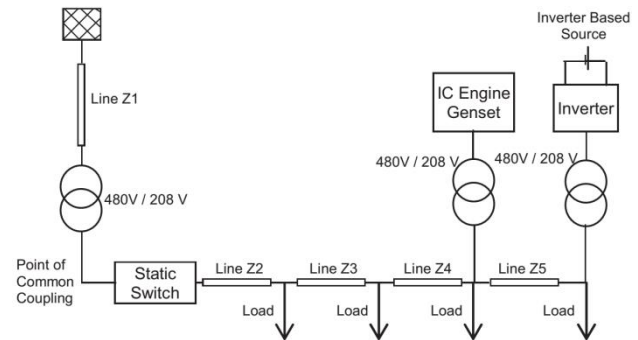 Inverter Based
Source
Line Z1
IC Engine
Genset
Inverter
480V / 208 V
480V / 208 V
480V / 208 V
Point of
Common
Coupling
Static
Switch
Line Z2
Line Z3
Line Z4
Line Z5
Load
Load
Load
Load